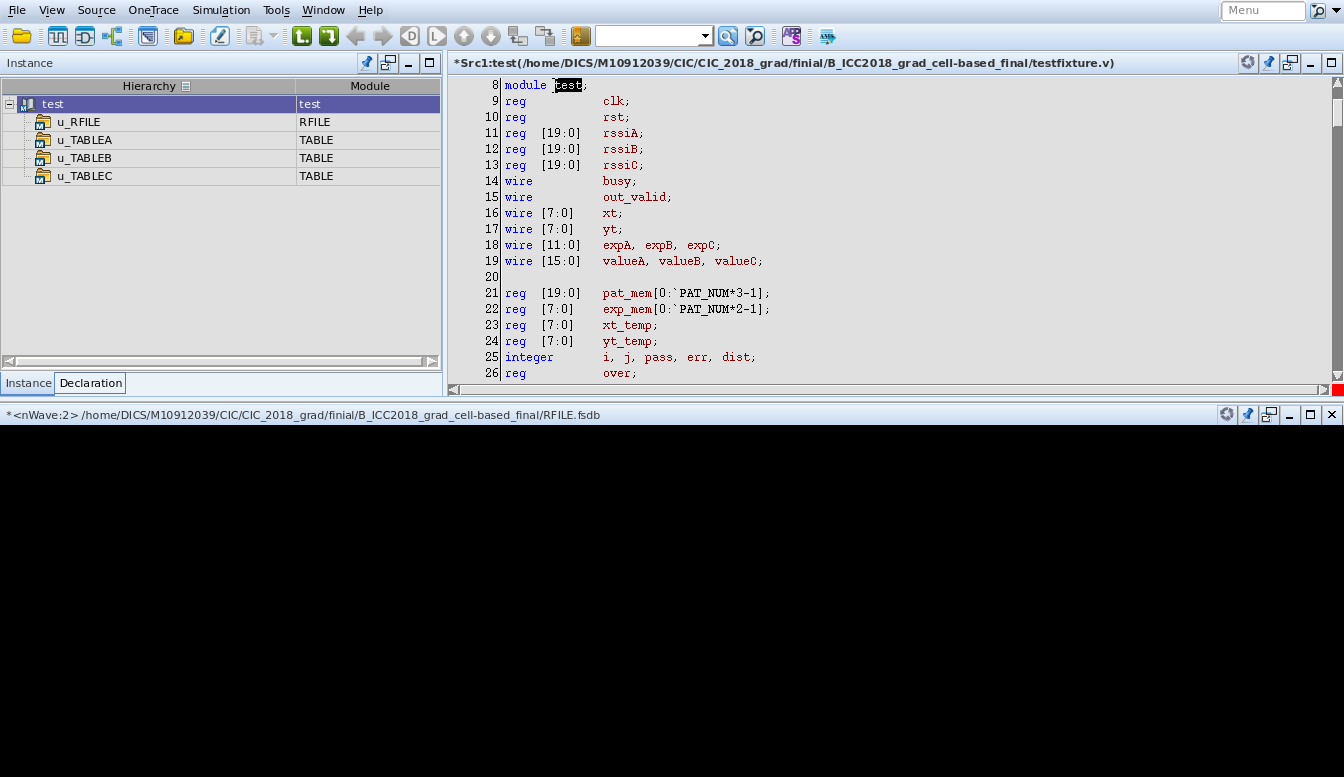 File View Source OneTrace Simulation Tools Window Help Menu
Instance
Hierarchy Module
test test
u_RFILE RFILE
u_TABLEA TABLE
u_TABLEB TABLE
u_TABLEC TABLE
Instance Declaration
*Src1:test(/home/DICS/M10912039/CIC/CIC_2018_grad/finial/B_ICC2018_grad_cell-based_final/testfixture.v)
8 module test;
9 reg clk;
10 reg rst;
11 reg [19:0] rssiA;
12 reg [19:0] rssiB;
13 reg [19:0] rssiC;
14 wire busy;
15 wire out_valid;
16 wire [7:0] xt;
17 wire [7:0] yt;
18 wire [11:0] expA, expB, expC;
19 wire [15:0] valueA, valueB, valueC;
20
21 reg [19:0] pat_mem[0:`PAT_NUM*3-1];
22 reg [7:0] exp_mem[0:`PAT_NUM*2-1];
23 reg [7:0] xt_temp;
24 reg [7:0] yt_temp;
25 integer i, j, pass, err, dist;
26 reg over;
*<nWave:2> /home/DICS/M10912039/CIC/CIC_2018_grad/finial/B_ICC2018_grad_cell-based_final/RFILE.fsdb